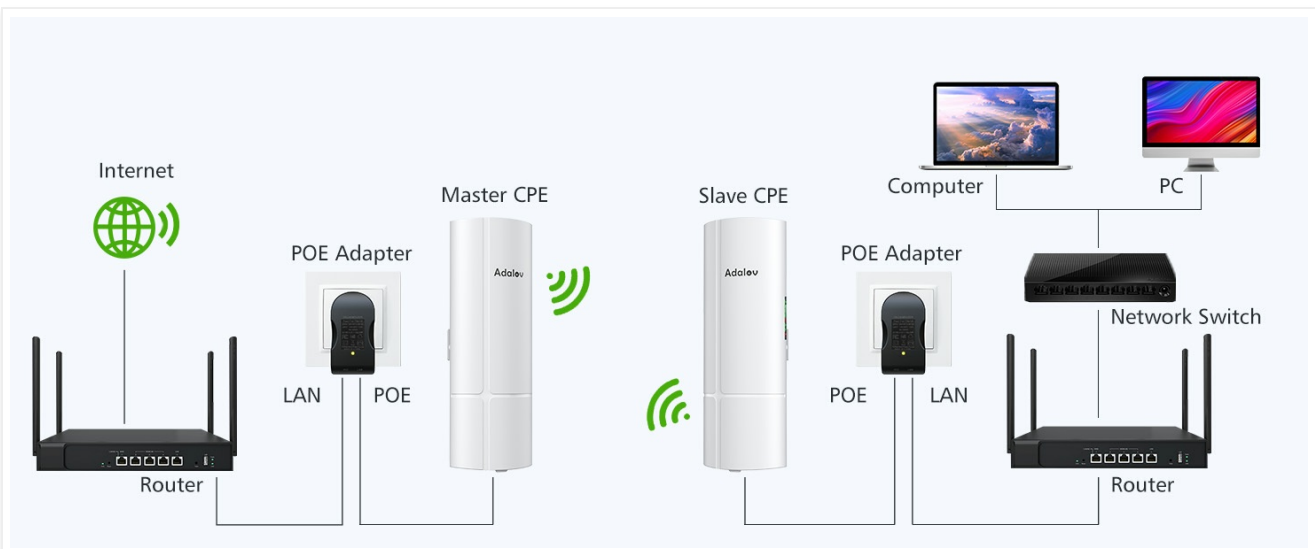 Internet
Router
POE Adapter
LAN
POE
Master CPE
Adalov
Slave CPE
Adalov
POE Adapter
POE
LAN
Computer
PC
Network Switch
Router